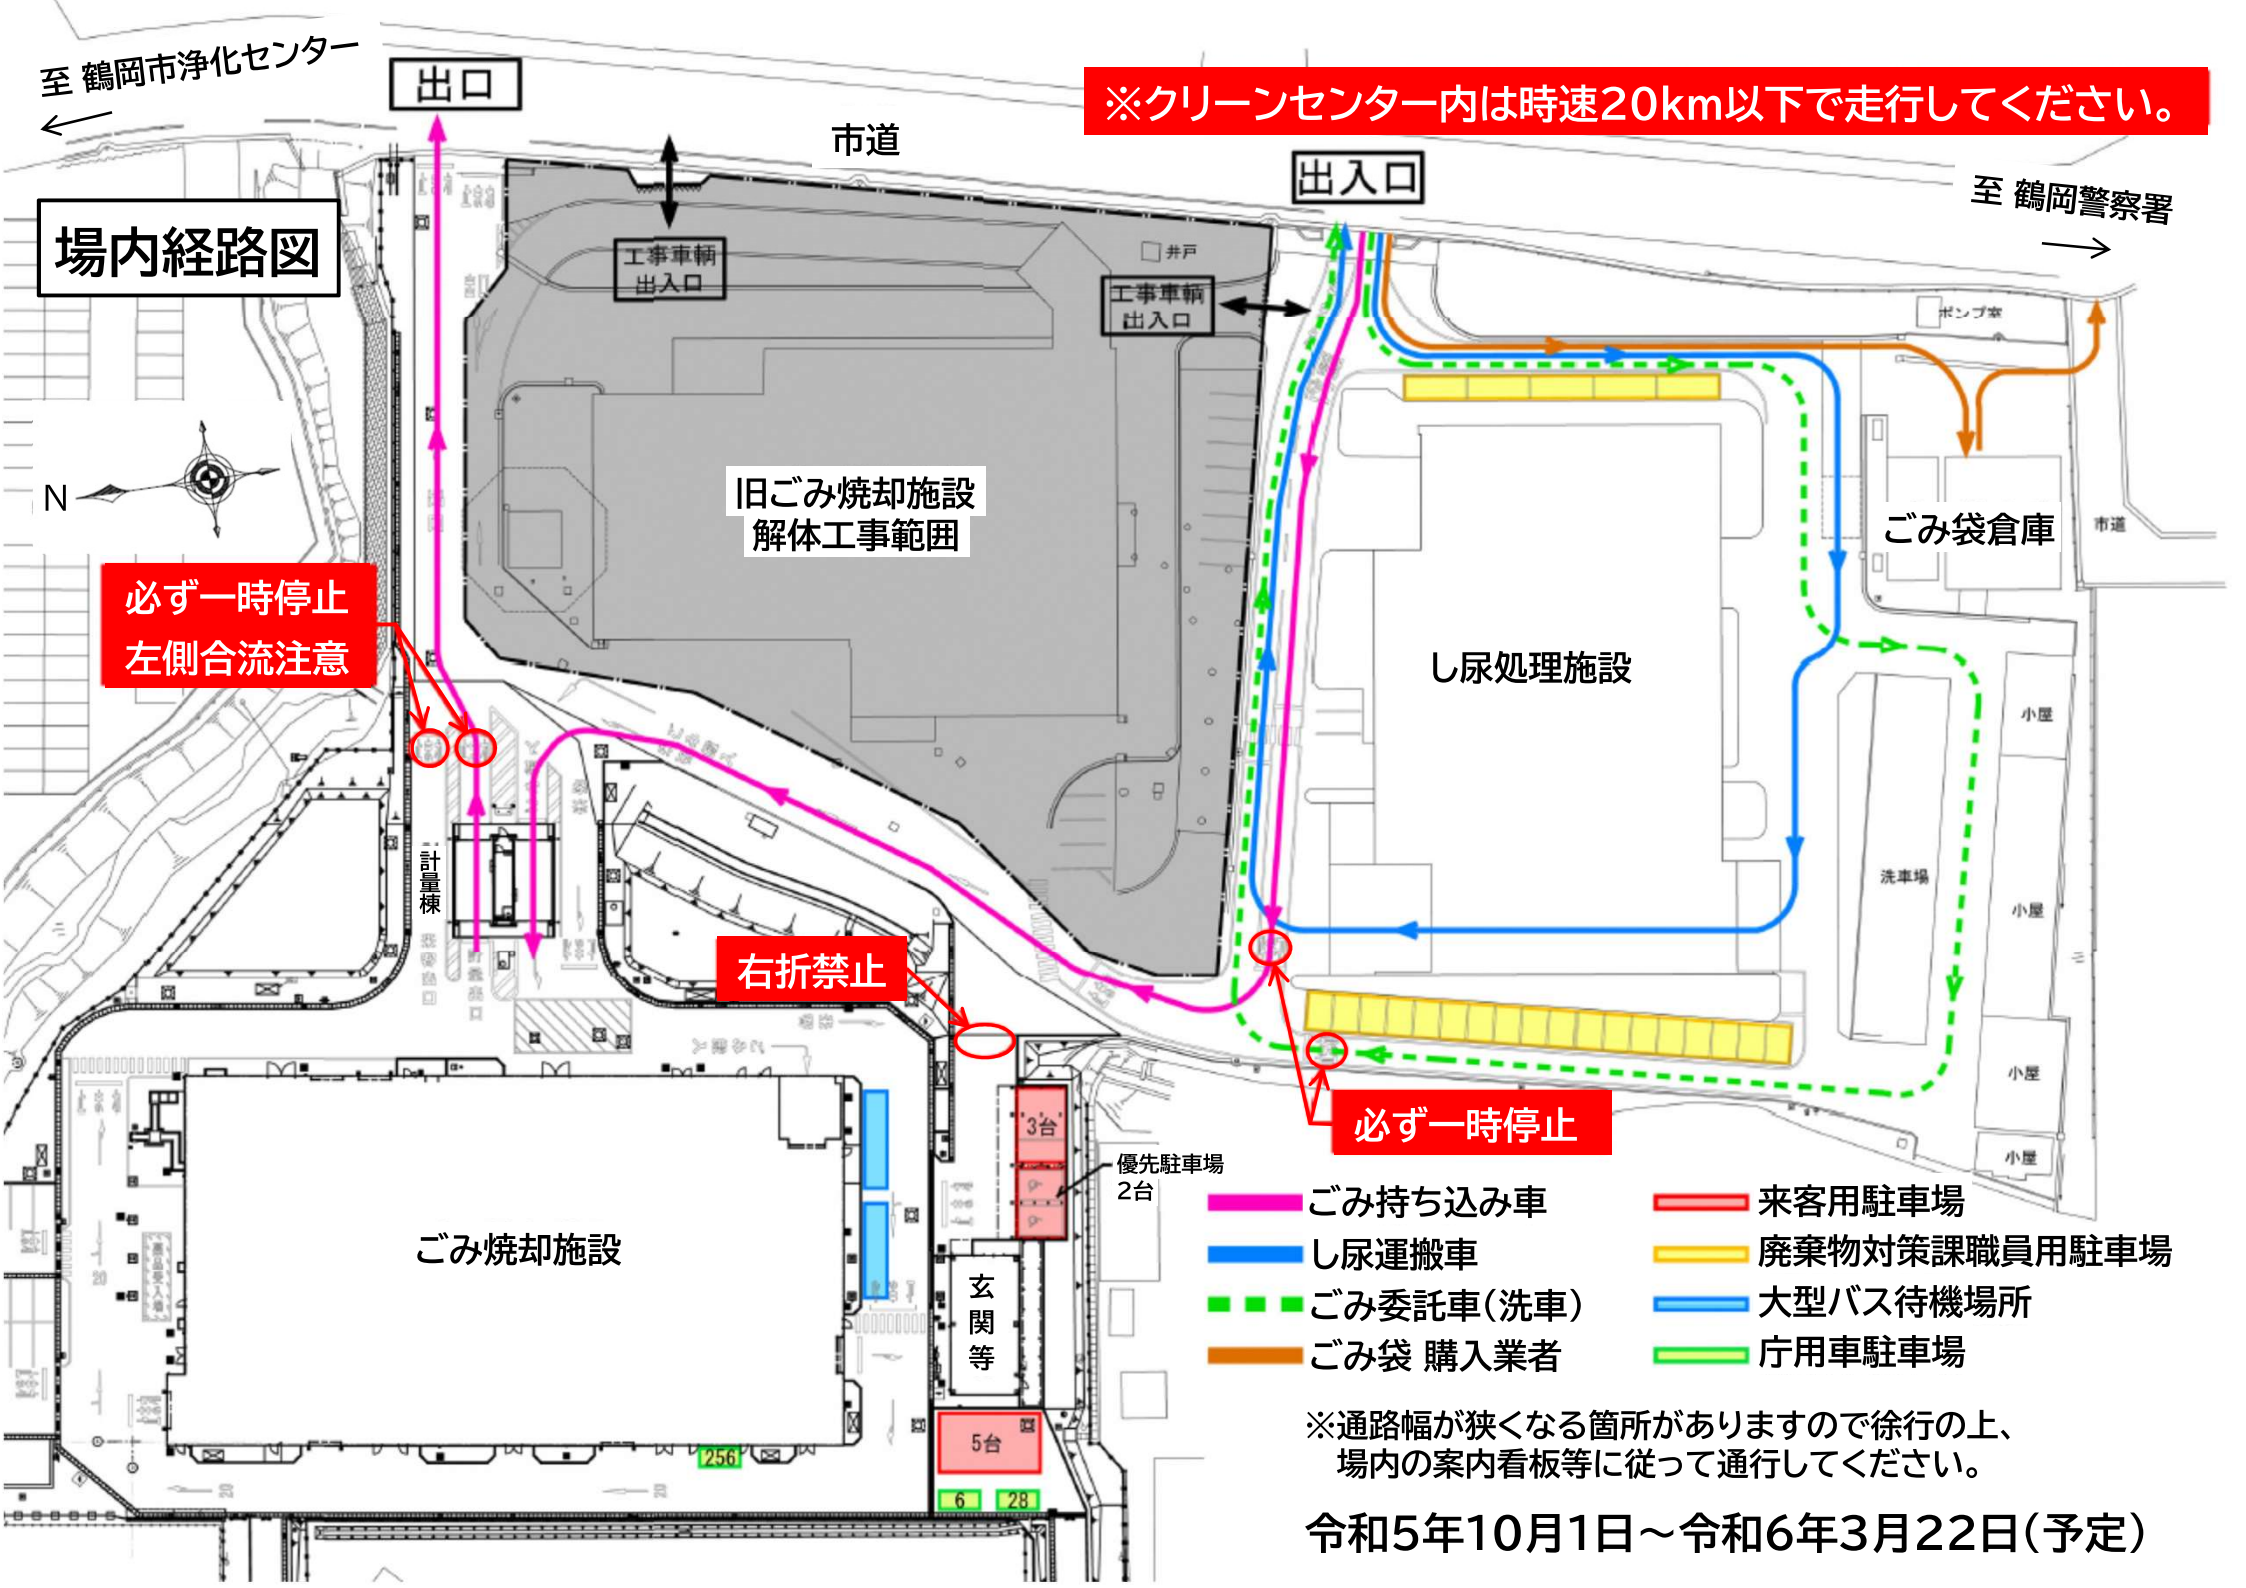 至 鶴岡市浄化センター
出口
※クリーンセンター内は時速20km以下で走行してください。
市道
出入口
至 鶴岡警察署
場内経路図
工事車輌
出入口
井戸
工事車輌
出入口
ポンプ室
N
旧ごみ焼却施設
解体工事範囲
ごみ袋倉庫
市道
必ず一時停止
左側合流注意
し尿処理施設
小屋
計量棟
洗車場
小屋
右折禁止
小屋
3台
必ず一時停止
小屋
優先駐車場
2台
ごみ焼却施設
玄関等
ごみ持ち込み車
し尿運搬車
ごみ委託車(洗車)
ごみ袋 購入業者
来客用駐車場
廃棄物対策課職員用駐車場
大型バス待機場所
庁用車駐車場
20
5台
256
6
28
20
20
※通路幅が狭くなる箇所がありますので徐行の上、
場内の案内看板等に従って通行してください。
令和5年10月1日～令和6年3月22日(予定)